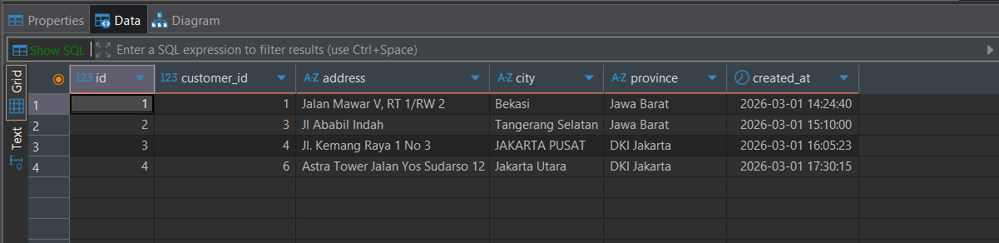 Properties Data Diagram
Show SQL Enter a SQL expression to filter results (use Ctrl+Space)
Grid
Text
123 id 123 customer_id A-Z address A-Z city A-Z province created_at
1 1 1 Jalan Mawar V, RT 1/RW 2 Bekasi Jawa Barat 2026-03-01 14:24:40
2 2 3 Jl Ababil Indah Tangerang Selatan Jawa Barat 2026-03-01 15:10:00
3 3 4 Jl. Kemang Raya 1 No 3 JAKARTA PUSAT DKI Jakarta 2026-03-01 16:05:23
4 4 6 Astra Tower Jalan Yos Sudarso 12 Jakarta Utara DKI Jakarta 2026-03-01 17:30:15